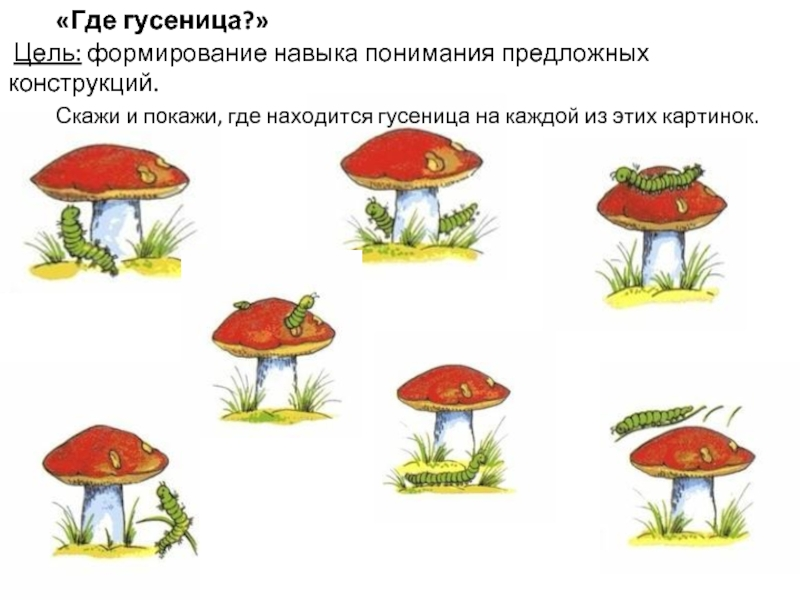 «Где гусеница?»
Цель: формирование навыка понимания предложных
конструкций.
Скажи и покажи, где находится гусеница на каждой из этих картинок.